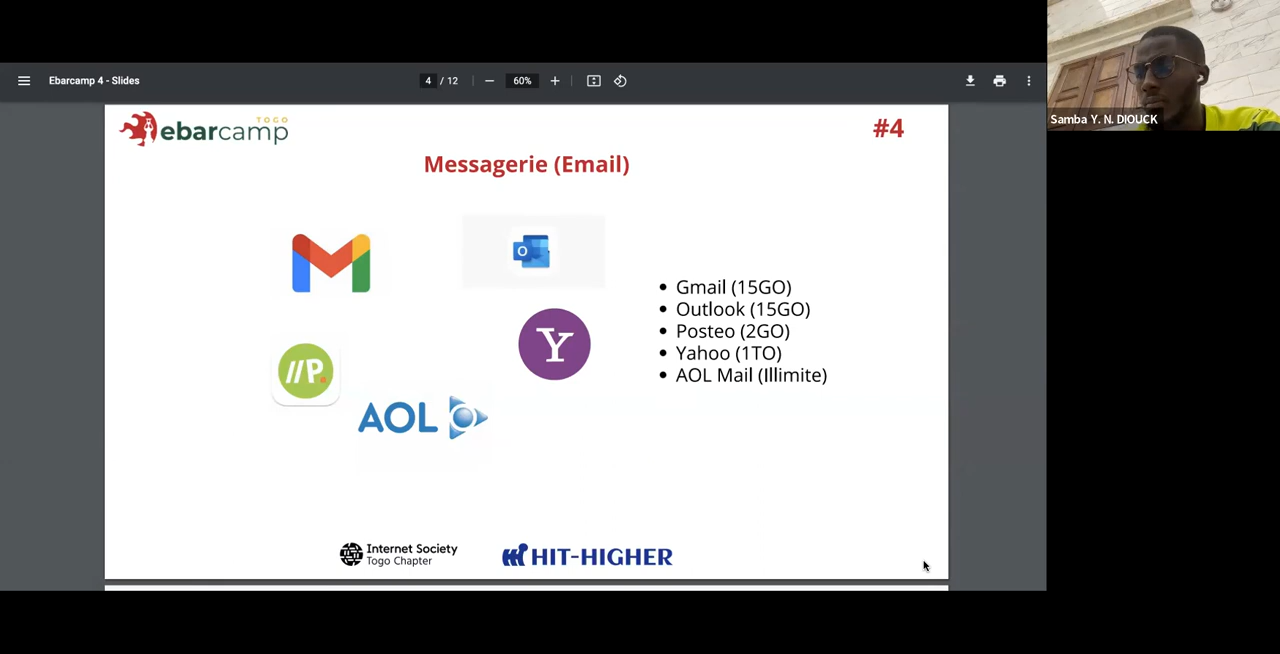 Ebarcamp 4 - Slides
4 / 12
60%
Samba Y. N. DIOUCK
TOGO
ebarcamp
#4
Messagerie (Email)
O
Y
//P.
AOL
• Gmail (15GO)
• Outlook (15GO)
• Posteo (2GO)
• Yahoo (1TO)
• AOL Mail (Illimite)
Internet Society
Togo Chapter
HIT-HIGHER